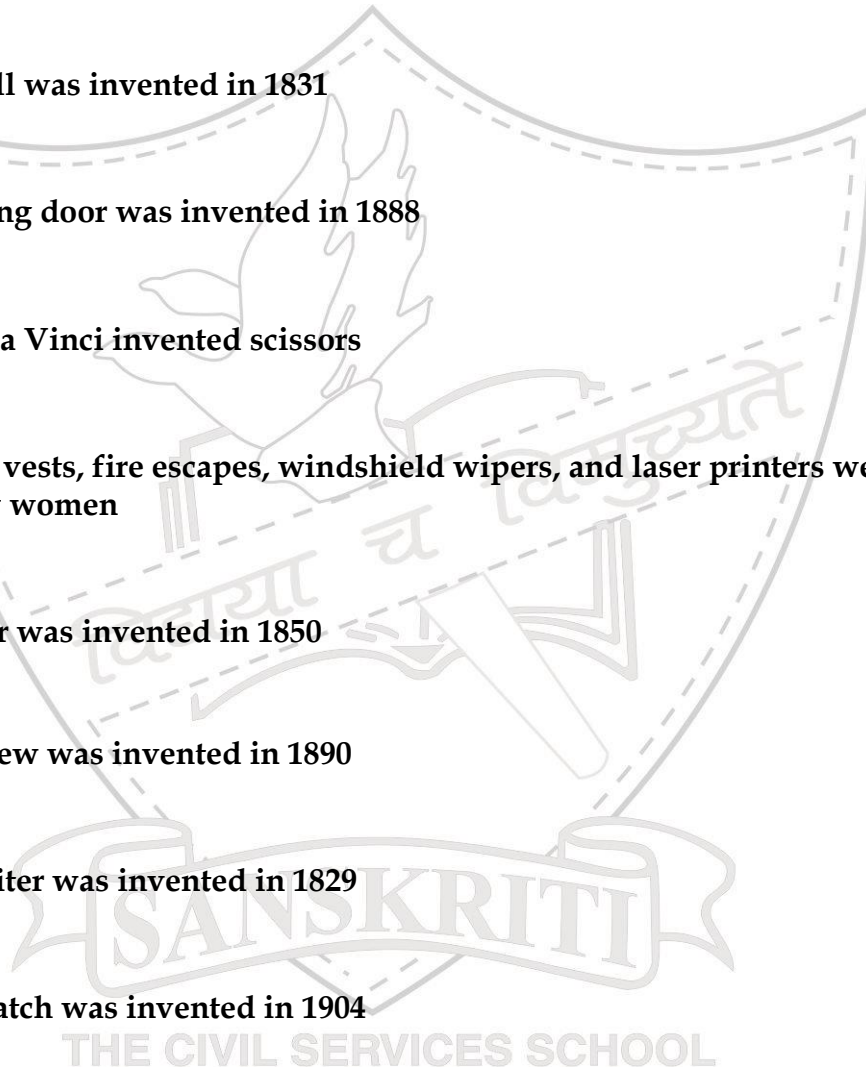 ll was invented in 1831
ng door was invented in 1888
a Vinci invented scissors
vests, fire escapes, windshield wipers, and laser printers we
women
r was invented in 1850
विद्यया च विमुच्यते
ew was invented in 1890
iter was invented in 1829
SANSKRITI
atch was invented in 1904
THE CIVIL SERVICES SCHOOL